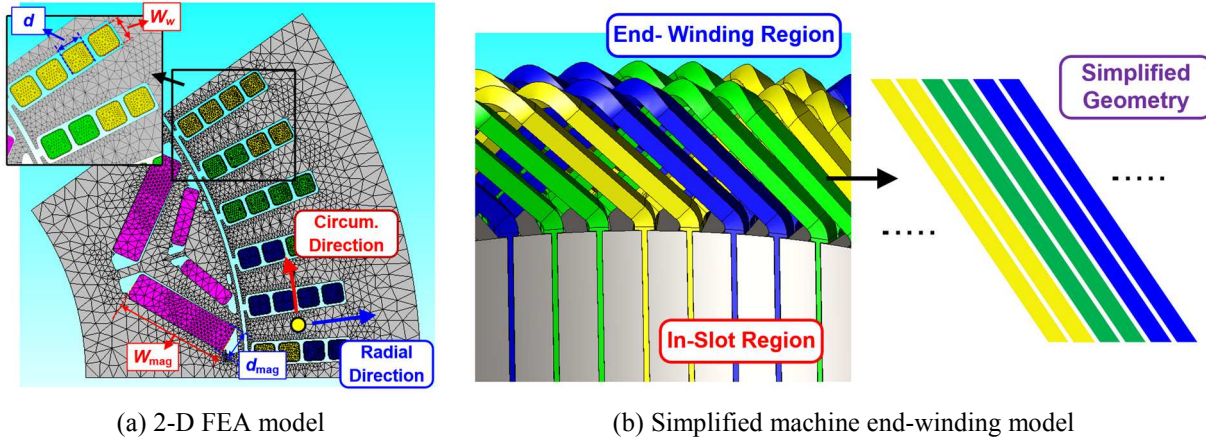 d
Ww
Circum.
Direction
Wmag
dmag
Radial
Direction
(a) 2-D FEA model
End- Winding Region
In-Slot Region
Simplified
Geometry
.....
.....
(b) Simplified machine end-winding model